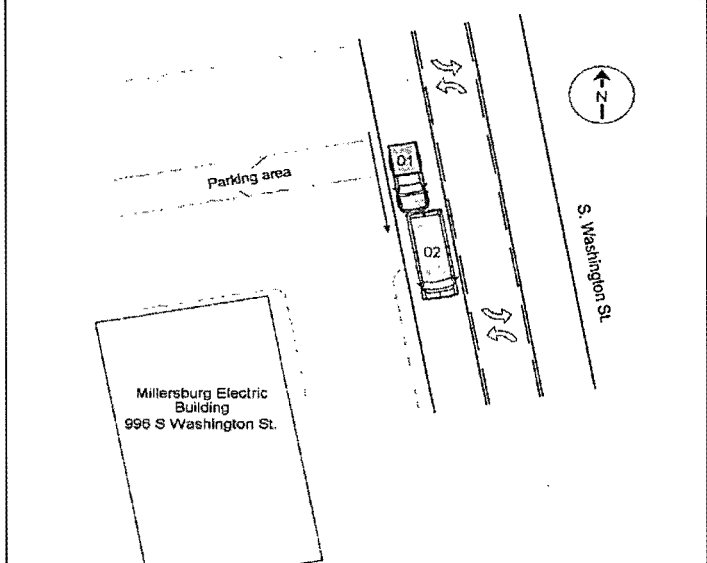 01
N
Parking area
02
S. Washington St.
Millersburg Electric
Building
996 S Washington St.